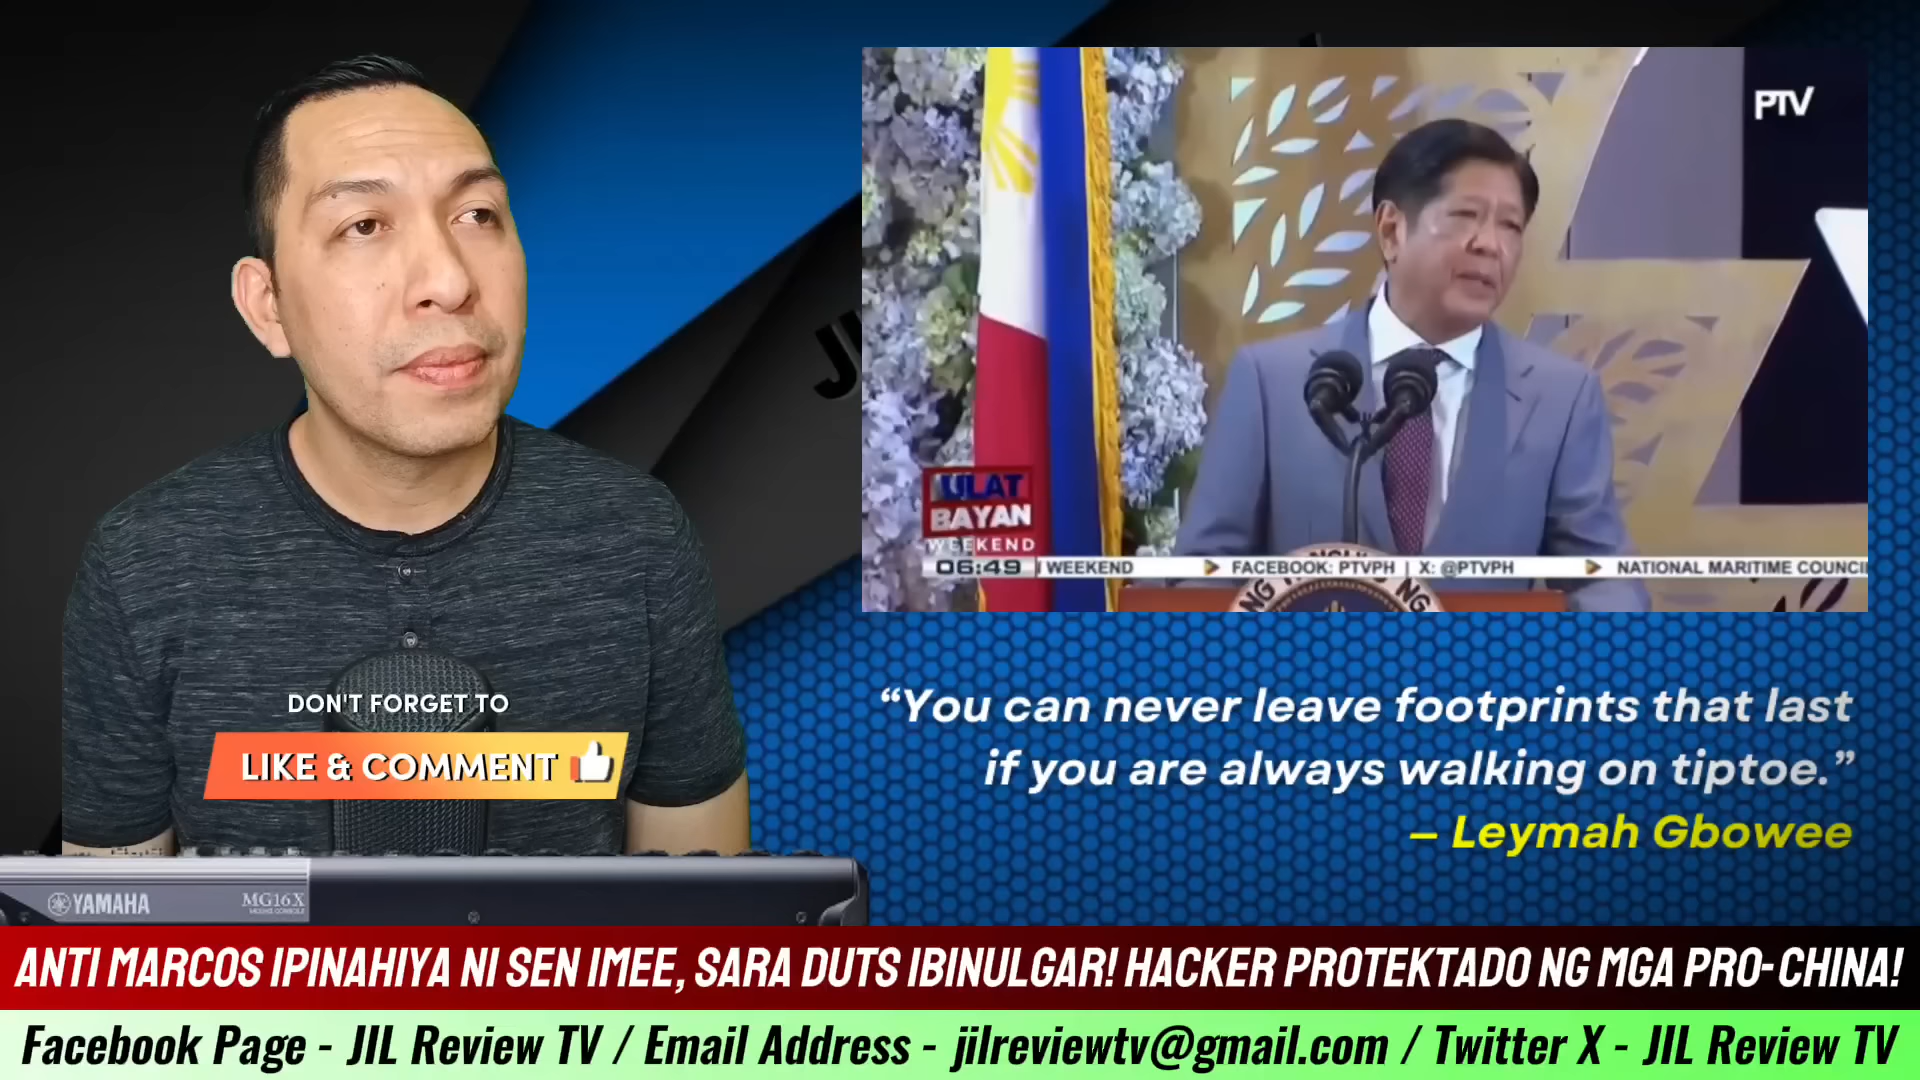 PTV
ULAT
BAYAN
WEEKEND
06:49
WEEKEND
FACEBOOK: PTVPH | X: @PTVPH
NATIONAL MARITIME COUNCIL
“You can never leave footprints that last
if you are always walking on tiptoe.”
– Leymah Gbowee
DON'T FORGET TO
LIKE & COMMENT
YAMAHA
MG16X
ANTI MARCOS IPINAHIYA NI SEN IMEE, SARA DUTS IBINULGAR! HACKER PROTEKTADO NG MGA PRO-CHINA!
Facebook Page - JIL Review TV / Email Address - jilreviewtv@gmail.com / Twitter X - JIL Review TV